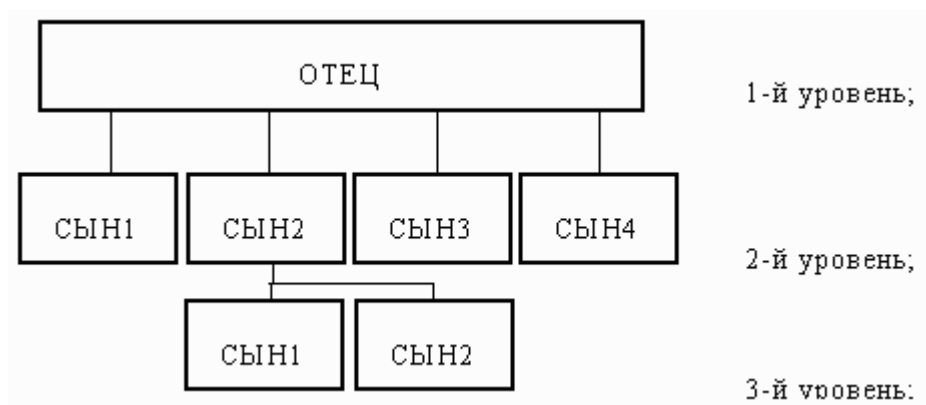 ОТЕЦ
1-й уровень;
СЫН1 СЫН2 СЫН3 СЫН4
2-й уровень;
СЫН1 СЫН2
3-й уровень;